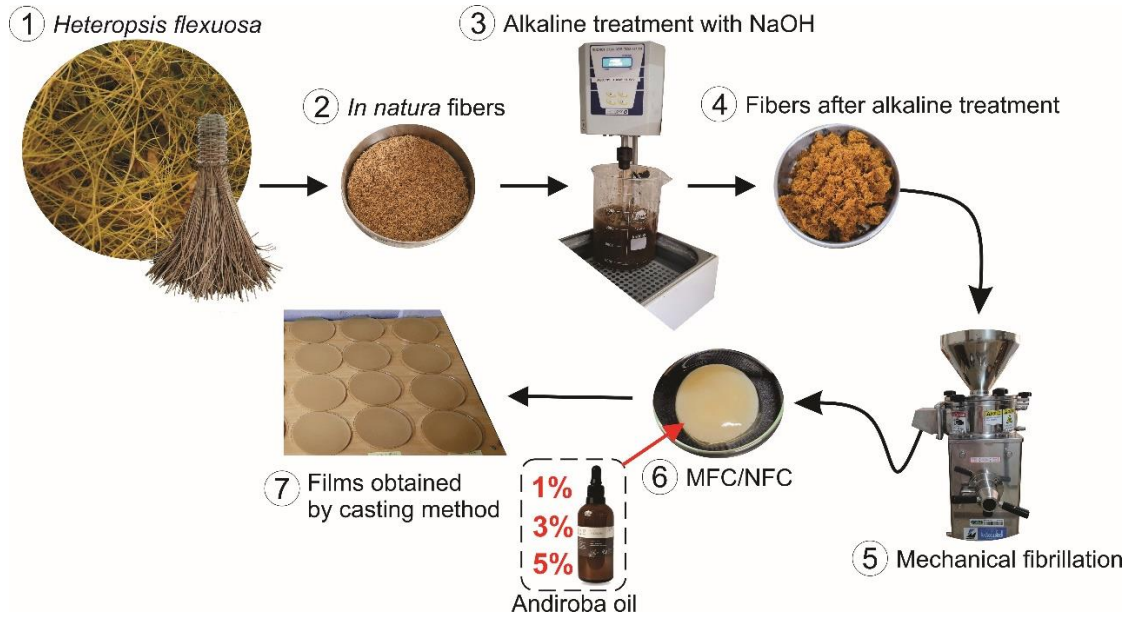 1 Heteropsis flexuosa
2 In natura fibers
3 Alkaline treatment with NaOH
4 Fibers after alkaline treatment
5 Mechanical fibrillation
6 MFC/NFC
1%
3%
5%
Andiroba oil
7 Films obtained
by casting method